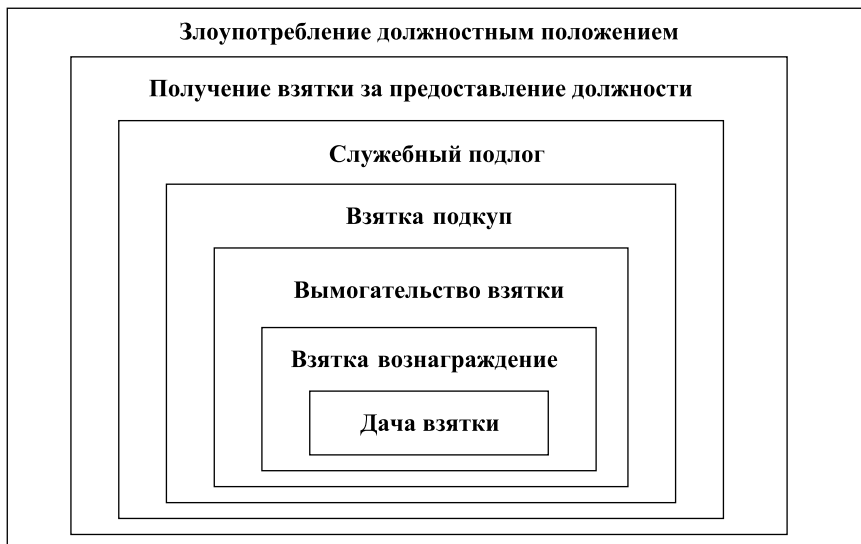 Злоупотребление должностным положением
Получение взятки за предоставление должности
Служебный подлог
Взятка подкуп
Вымогательство взятки
Взятка вознаграждение
Дача взятки